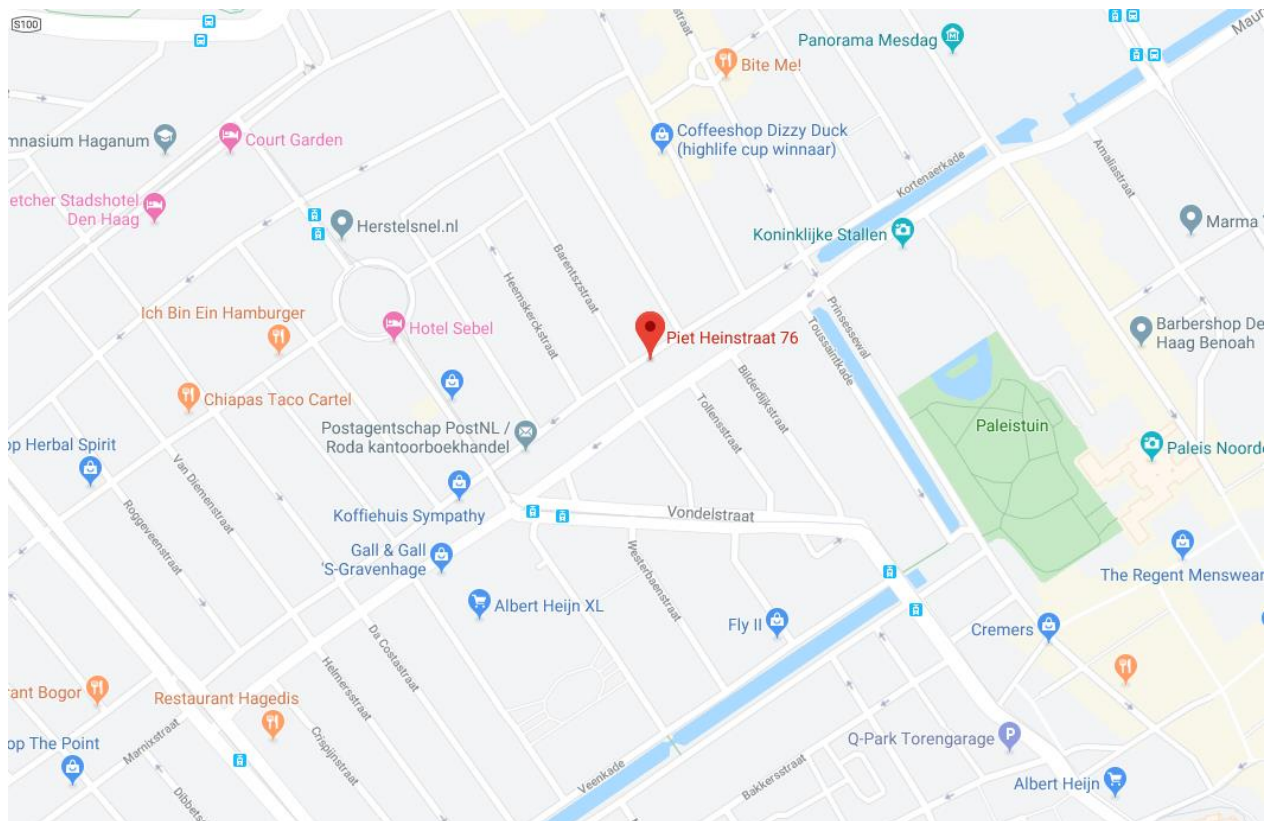 S100
Panorama Mesdag
Maur
Bite Me!
mnasium Haganum
Court Garden
Coffeeshop Dizzy Duck
(highlife cup winnaar)
Kortenaerkade
Amaliastraat
etcher Stadshotel
Den Haag
Herstelsnel.nl
Koninklijke Stallen
Marma
Barentszstraat
Heemskerckstraat
Ich Bin Ein Hamburger
Hotel Sebel
Piet Heinstraat 76
Prinsessewal
Toussaintkade
Barbershop De
Haag Benoah
Chiapas Taco Cartel
Bilderdijkstraat
Tollensstraat
Postagentschap PostNL /
Roda kantoorboekhandel
Paleistuin
op Herbal Spirit
Paleis Noorde
Van Diemenstraat
Roggeveenstraat
Koffiehuis Sympathy
Vondelstraat
Gall & Gall
'S-Gravenhage
Westerbaenstraat
The Regent Menswear
Albert Heijn XL
Fly II
Cremers
Da Costastraat
Helmersstraat
rant Bogor
Restaurant Hagedis
Crispijnstraat
Marnixstraat
op The Point
Q-Park Torengarage
P
Veenkade
Bakkersstraat
Albert Heijn
Dibbets